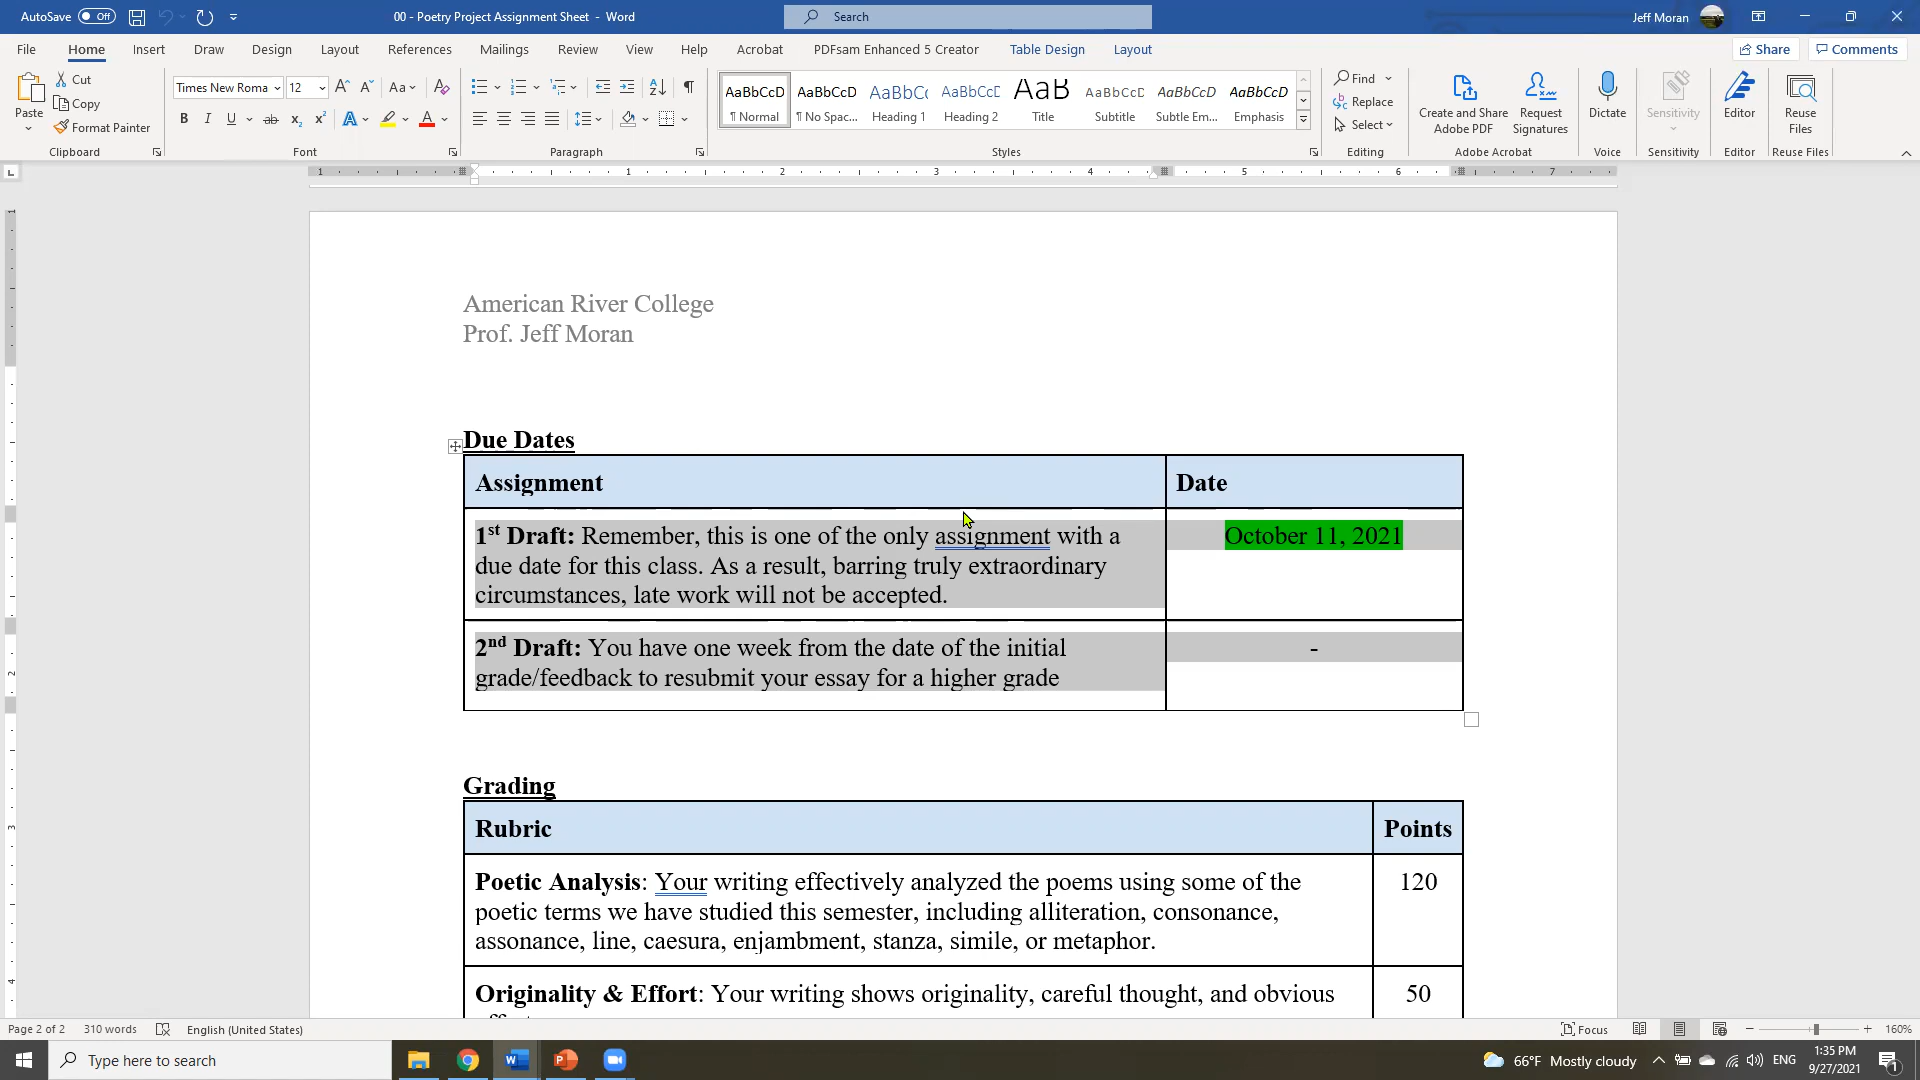 AutoSave Off 00 - Poetry Project Assignment Sheet - Word Search Jeff Moran
File Home Insert Draw Design Layout References Mailings Review View Help Acrobat PDFsam Enhanced 5 Creator Table Design Layout Share Comments
Paste
Cut
Copy
Format Painter
Clipboard
Times New Roma 12
Font
Paragraph
AaBbCcD AaBbCcD AaBbC AaBbCcD AaB AaBbCcD AaBbCcD AaBbCcD
¶ Normal ¶ No Spac... Heading 1 Heading 2 Title Subtitle Subtle Em... Emphasis
Styles
Find
Replace
Select
Editing
Create and Share
Adobe PDF
Request
Signatures
Adobe Acrobat
Dictate
Voice
Sensitivity
Sensitivity
Editor
Editor
Reuse
Files
Reuse Files
1 1 2 3 4 5 6 7
American River College
Prof. Jeff Moran
Due Dates
Assignment Date
1st Draft: Remember, this is one of the only assignment with a October 11, 2021
due date for this class. As a result, barring truly extraordinary
circumstances, late work will not be accepted.
2nd Draft: You have one week from the date of the initial -
grade/feedback to resubmit your essay for a higher grade
Grading
Rubric Points
Poetic Analysis: Your writing effectively analyzed the poems using some of the 120
poetic terms we have studied this semester, including alliteration, consonance,
assonance, line, caesura, enjambment, stanza, simile, or metaphor.
Originality & Effort: Your writing shows originality, careful thought, and obvious 50
Page 2 of 2 310 words English (United States) Focus 160%
Type here to search 66°F Mostly cloudy ENG 1:35 PM
9/27/2021